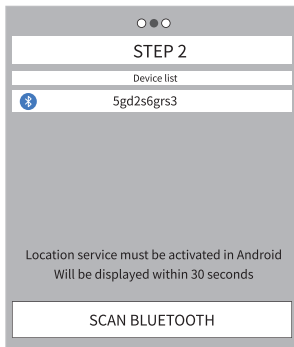 STEP 2
Device list
5gd2s6grs3
Location service must be activated in Android
Will be displayed within 30 seconds
SCAN BLUETOOTH